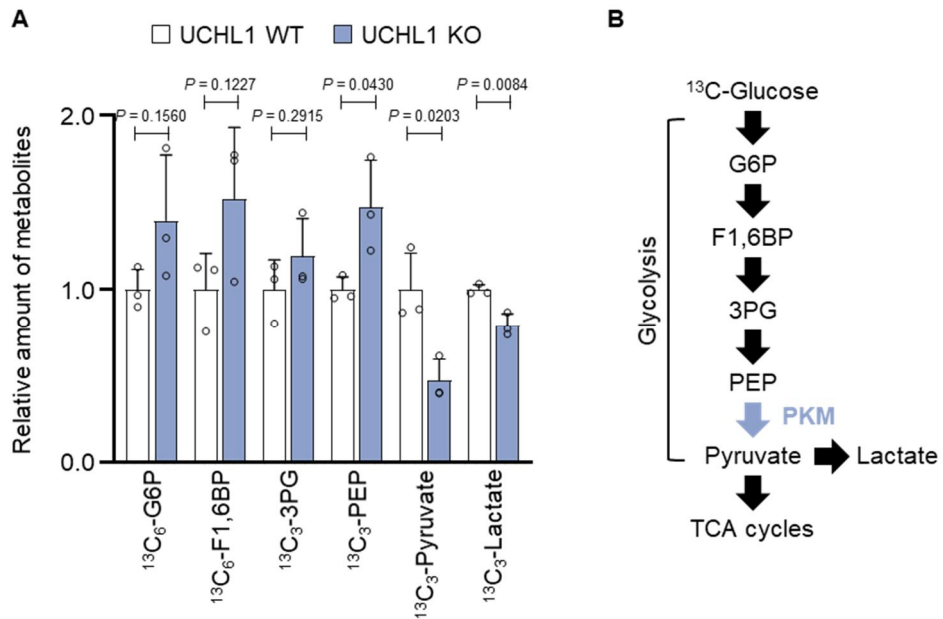 A
UCHL1 WT UCHL1 KO
P = 0.1560
P = 0.1227
P = 0.2915
P = 0.0430
P = 0.0203
P = 0.0084
Relative amount of metabolites
2.0
1.0
0.0
¹³C₆-G6P
¹³C₆-F1,6BP
¹³C₃-3PG
¹³C₃-PEP
¹³C₃-Pyruvate
¹³C₃-Lactate
B
¹³C-Glucose
G6P
F1,6BP
3PG
PEP
PKM
Pyruvate Lactate
TCA cycles
Glycolysis